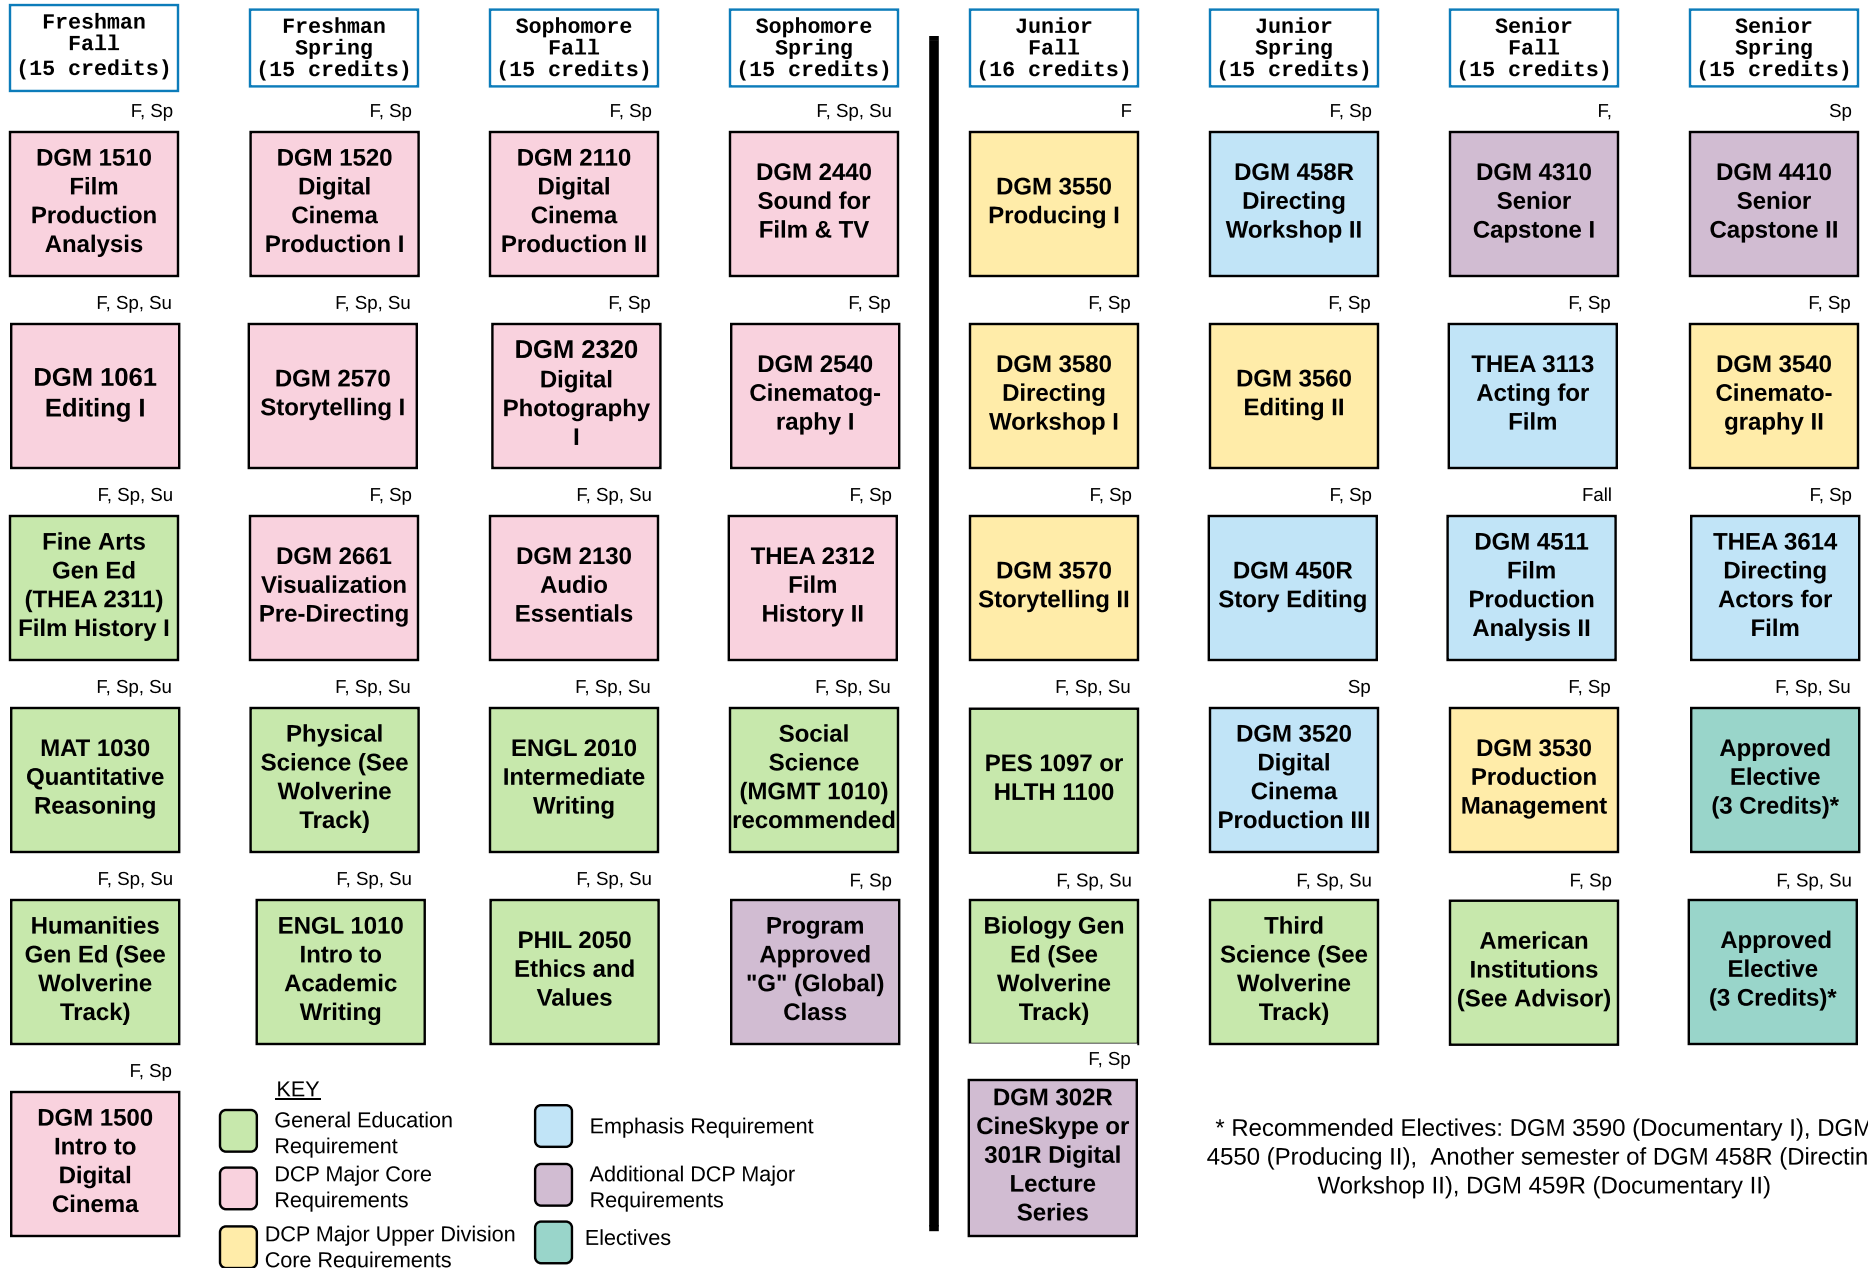 Freshman
Fall
(15 credits)
Freshman
Spring
(15 credits)
Sophomore
Fall
(15 credits)
Sophomore
Spring
(15 credits)
Junior
Fall
(16 credits)
Junior
Spring
(15 credits)
Senior
Fall
(15 credits)
Senior
Spring
(15 credits)
F, Sp
F, Sp
F, Sp
F, Sp, Su
F
F, Sp
F,
Sp
DGM 1510
Film
Production
Analysis
DGM 1520
Digital
Cinema
Production I
DGM 2110
Digital
Cinema
Production II
DGM 2440
Sound for
Film & TV
DGM 3550
Producing I
DGM 458R
Directing
Workshop II
DGM 4310
Senior
Capstone I
DGM 4410
Senior
Capstone II
F, Sp, Su
F, Sp, Su
F, Sp
F, Sp
F, Sp
F, Sp
F, Sp
F, Sp
DGM 1061
Editing I
DGM 2570
Storytelling I
DGM 2320
Digital
Photography
I
DGM 2540
Cinematog-
raphy I
DGM 3580
Directing
Workshop I
DGM 3560
Editing II
THEA 3113
Acting for
Film
DGM 3540
Cinemato-
graphy II
F, Sp, Su
F, Sp
F, Sp, Su
F, Sp
F, Sp
F, Sp
Fall
F, Sp
Fine Arts
Gen Ed
(THEA 2311)
Film History I
DGM 2661
Visualization
Pre-Directing
DGM 2130
Audio
Essentials
THEA 2312
Film
History II
DGM 3570
Storytelling II
DGM 450R
Story Editing
DGM 4511
Film
Production
Analysis II
THEA 3614
Directing
Actors for
Film
F, Sp, Su
F, Sp, Su
F, Sp, Su
F, Sp, Su
F, Sp, Su
Sp
F, Sp
F, Sp, Su
MAT 1030
Quantitative
Reasoning
Physical
Science (See
Wolverine
Track)
ENGL 2010
Intermediate
Writing
Social
Science
(MGMT 1010)
recommended
PES 1097 or
HLTH 1100
DGM 3520
Digital
Cinema
Production III
DGM 3530
Production
Management
Approved
Elective
(3 Credits)*
F, Sp, Su
F, Sp, Su
F, Sp, Su
F, Sp
F, Sp, Su
F, Sp, Su
F, Sp
F, Sp, Su
Humanities
Gen Ed (See
Wolverine
Track)
ENGL 1010
Intro to
Academic
Writing
PHIL 2050
Ethics and
Values
Program
Approved
"G" (Global)
Class
Biology Gen
Ed (See
Wolverine
Track)
Third
Science (See
Wolverine
Track)
American
Institutions
(See Advisor)
Approved
Elective
(3 Credits)*
F, Sp
F, Sp
DGM 1500
Intro to
Digital
Cinema
KEY
General Education
Requirement
DCP Major Core
Requirements
DCP Major Upper Division
Core Requirements
Emphasis Requirement
Additional DCP Major
Requirements
Electives
DGM 302R
CineSkype or
301R Digital
Lecture
Series
* Recommended Electives: DGM 3590 (Documentary I), DGM
4550 (Producing II), Another semester of DGM 458R (Directin
Workshop II), DGM 459R (Documentary II)